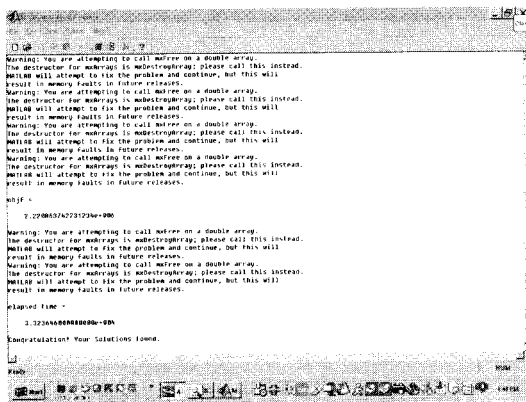 Warning: You are attempting to call mxFree on a double array.
The destructor for mxArrays is mxDestroyArray; please call this instead.
MATLAB will attempt to fix the problem and continue, but this will
result in memory faults in future releases.
Warning: You are attempting to call mxFree on a double array.
The destructor for mxArrays is mxDestroyArray; please call this instead.
MATLAB will attempt to fix the problem and continue, but this will
result in memory faults in future releases.
Warning: You are attempting to call mxFree on a double array.
The destructor for mxArrays is mxDestroyArray; please call this instead.
MATLAB will attempt to fix the problem and continue, but this will
result in memory faults in future releases.
Warning: You are attempting to call mxFree on a double array.
The destructor for mxArrays is mxDestroyArray; please call this instead.
MATLAB will attempt to fix the problem and continue, but this will
result in memory faults in future releases.
objF =
Warning: You are attempting to call mxFree on a double array.
The destructor for mxArrays is mxDestroyArray; please call this instead.
MATLAB will attempt to fix the problem and continue, but this will
result in memory faults in future releases.
Warning: You are attempting to call mxFree on a double array.
The destructor for mxArrays is mxDestroyArray; please call this instead.
MATLAB will attempt to fix the problem and continue, but this will
result in memory faults in future releases.
elapsed time =
Congratulation! Your Solutions found.
Ready
NUM
Start